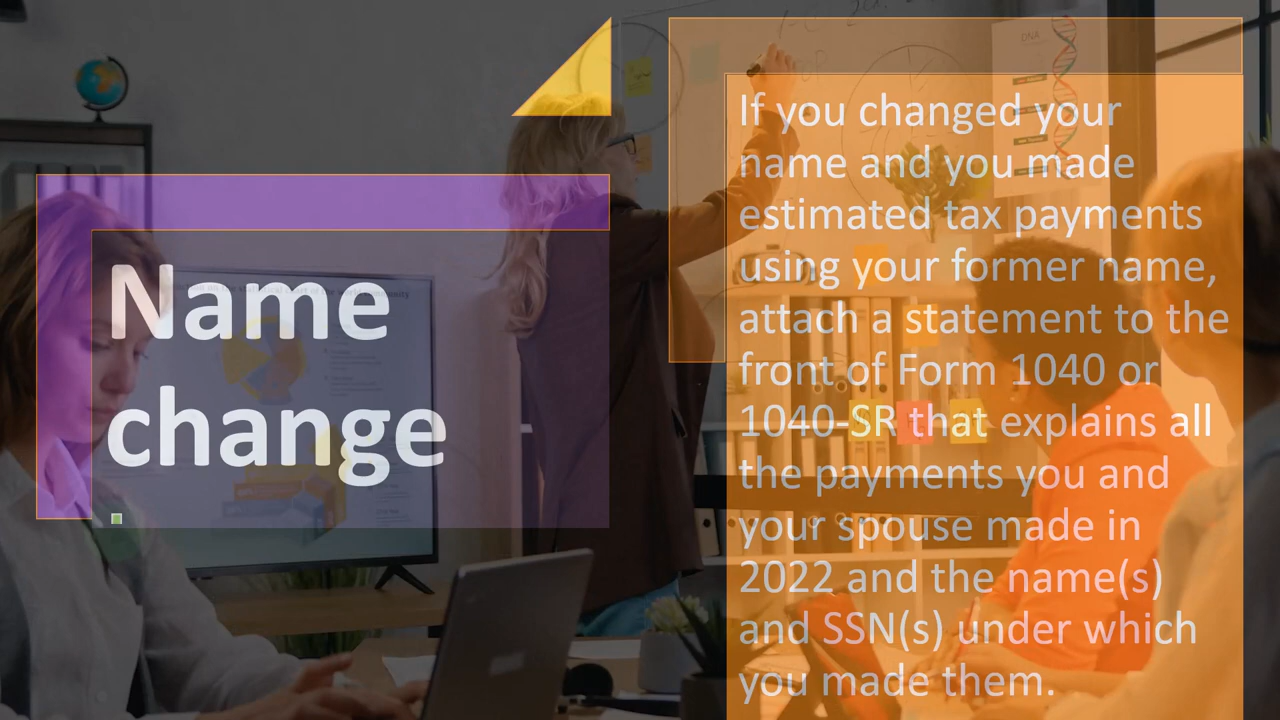 Name
change
If you changed your
name and you made
estimated tax payments
using your former name,
attach a statement to the
front of Form 1040 or
1040-SR that explains all
the payments you and
your spouse made in
2022 and the name(s)
and SSN(s) under which
you made them.
DNA